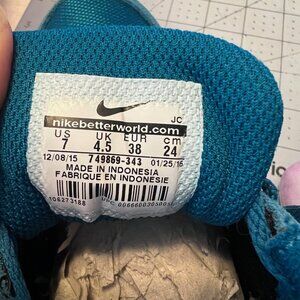 JC
nikebetterworld.com
US UK EUR cm
7 4.5 38 24
12/08/15 749869-343 01/25/16
MADE IN INDONESIA
FABRIQUE EN INDONESIE
106273188